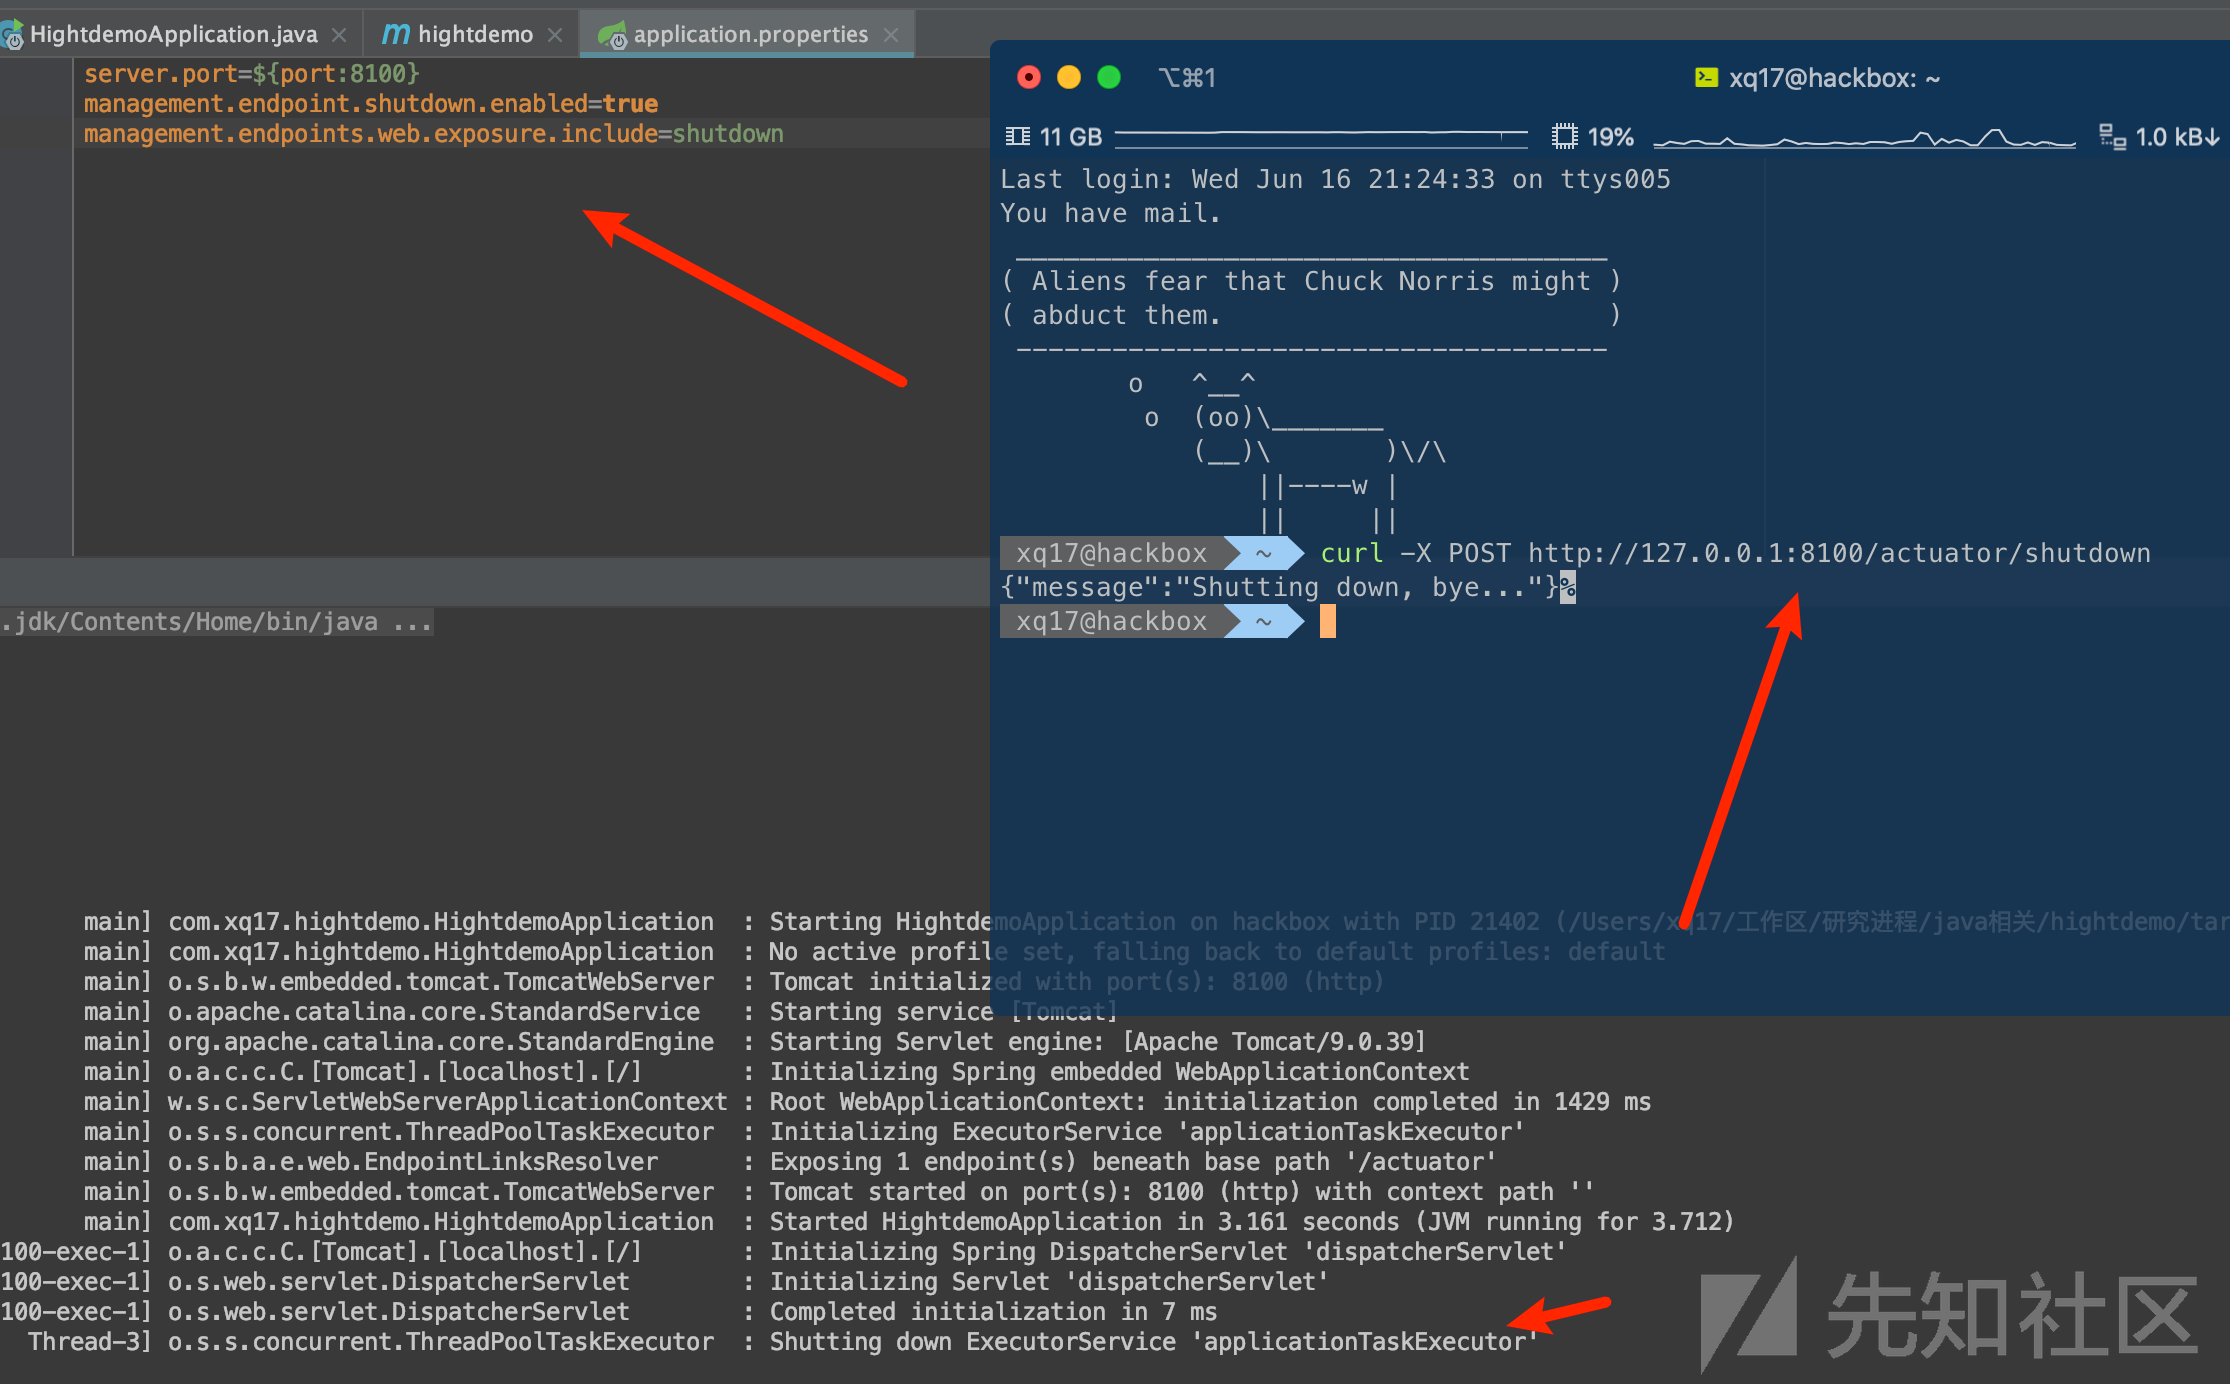 HightdemoApplication.java
hightdemo
application.properties
server.port=${port:8100}
management.endpoint.shutdown.enabled=true
management.endpoints.web.exposure.include=shutdown
⌥⌘1
xq17@hackbox: ~
11 GB
19%
1.0 kB↓
Last login: Wed Jun 16 21:24:33 on ttys005
You have mail.
 _____________________________________
( Aliens fear that Chuck Norris might )
( abduct them.                        )
 -------------------------------------
        o   ^__^
         o  (oo)\_______
            (__)\       )\/\
                ||----w |
                ||     ||
xq17@hackbox ~ curl -X POST http://127.0.0.1:8100/actuator/shutdown
{"message":"Shutting down, bye..."}%
xq17@hackbox ~
.jdk/Contents/Home/bin/java ...
main] com.xq17.hightdemo.HightdemoApplication : Starting HightdemoApplication on hackbox with PID 21402 (/Users/xq17/工作区/研究进程/java相关/hightdemo/tar
main] com.xq17.hightdemo.HightdemoApplication : No active profile set, falling back to default profiles: default
main] o.s.b.w.embedded.tomcat.TomcatWebServer : Tomcat initialized with port(s): 8100 (http)
main] o.apache.catalina.core.StandardService : Starting service [Tomcat]
main] org.apache.catalina.core.StandardEngine : Starting Servlet engine: [Apache Tomcat/9.0.39]
main] o.a.c.c.C.[Tomcat].[localhost].[/] : Initializing Spring embedded WebApplicationContext
main] w.s.c.ServletWebServerApplicationContext : Root WebApplicationContext: initialization completed in 1429 ms
main] o.s.s.concurrent.ThreadPoolTaskExecutor : Initializing ExecutorService 'applicationTaskExecutor'
main] o.s.b.a.e.web.EndpointLinksResolver : Exposing 1 endpoint(s) beneath base path '/actuator'
main] o.s.b.w.embedded.tomcat.TomcatWebServer : Tomcat started on port(s): 8100 (http) with context path ''
main] com.xq17.hightdemo.HightdemoApplication : Started HightdemoApplication in 3.161 seconds (JVM running for 3.712)
100-exec-1] o.a.c.c.C.[Tomcat].[localhost].[/] : Initializing Spring DispatcherServlet 'dispatcherServlet'
100-exec-1] o.s.web.servlet.DispatcherServlet : Initializing Servlet 'dispatcherServlet'
100-exec-1] o.s.web.servlet.DispatcherServlet : Completed initialization in 7 ms
Thread-3] o.s.s.concurrent.ThreadPoolTaskExecutor : Shutting down ExecutorService 'applicationTaskExecutor'
先知社区